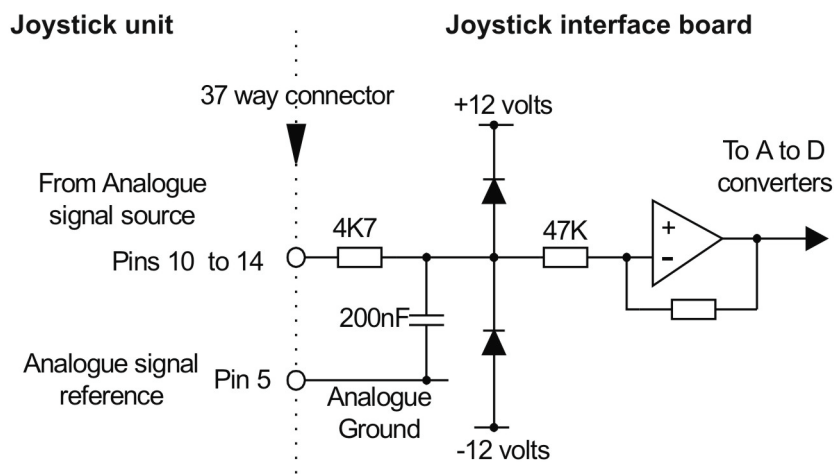 Joystick unit
Joystick interface board
37 way connector
+12 volts
To A to D
converters
From Analogue
signal source
4K7
47K
+
-
Pins 10 to 14
200nF
Analogue signal
reference
Pin 5
Analogue
Ground
-12 volts